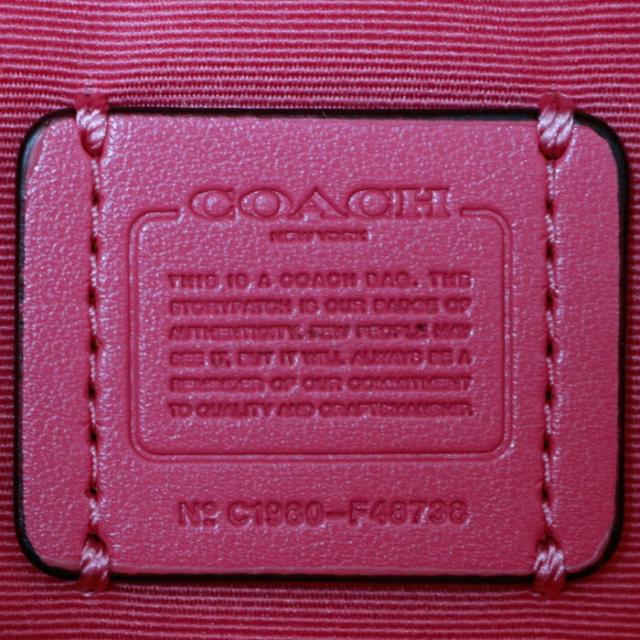 COACH
NEW YORK
THIS IS A COACH BAG. THE
STORYPATCH IS OUR BADGE OF
AUTHENTICITY. FEW PEOPLE MAY
SEE IT, BUT IT WILL ALWAYS BE A
REMINDER OF OUR COMMITMENT
TO QUALITY AND CRAFTSMANSHIP.
Nº C1980-F48738